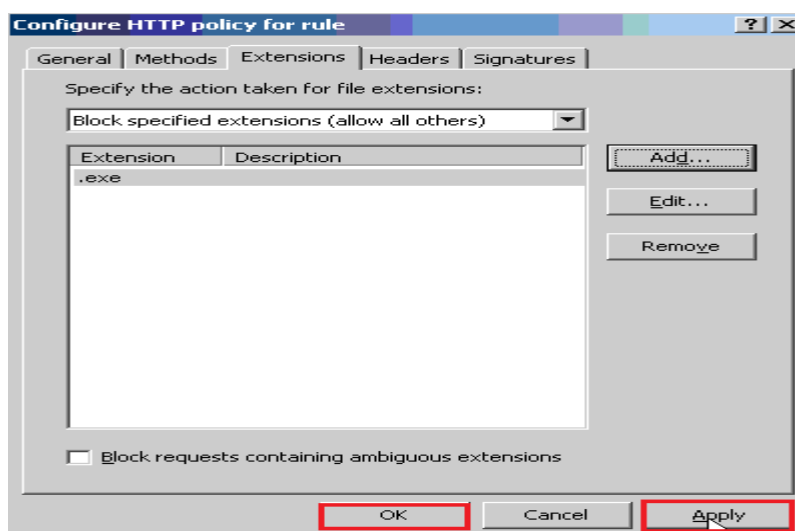 Configure HTTP policy for rule
General Methods Extensions Headers Signatures
Specify the action taken for file extensions:
Block specified extensions (allow all others)
Extension Description
.exe
Add...
Edit...
Remove
Block requests containing ambiguous extensions
OK Cancel Apply